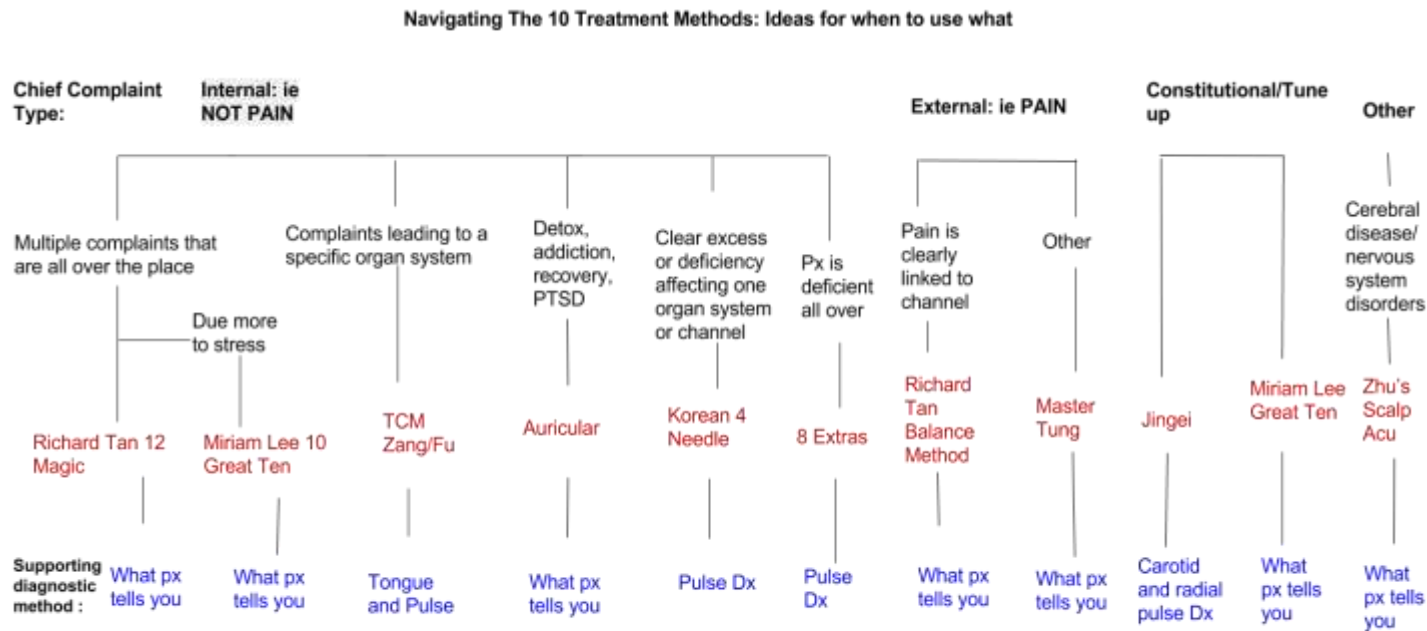 Navigating The 10 Treatment Methods: Ideas for when to use what
Chief Complaint
Type:
Internal: ie
NOT PAIN
External: ie PAIN
Constitutional/Tune
up
Other
Multiple complaints that
are all over the place
Due more
to stress
Complaints leading to a
specific organ system
Detox,
addiction,
recovery,
PTSD
Clear excess
or deficiency
affecting one
organ system
or channel
Px is
deficient
all over
Pain is
clearly
linked to
channel
Other
Cerebral
disease/
nervous
system
disorders
Richard Tan 12
Magic
Miriam Lee 10
Great Ten
TCM
Zang/Fu
Auricular
Korean 4
Needle
8 Extras
Richard
Tan
Balance
Method
Master
Tung
Jingei
Miriam Lee
Great Ten
Zhu's
Scalp
Acu
Supporting
diagnostic
method :
What px
tells you
What px
tells you
Tongue
and Pulse
What px
tells you
Pulse Dx
Pulse
Dx
What px
tells you
What px
tells you
Carotid
and radial
pulse Dx
What
px tells
you
What
px tells
you